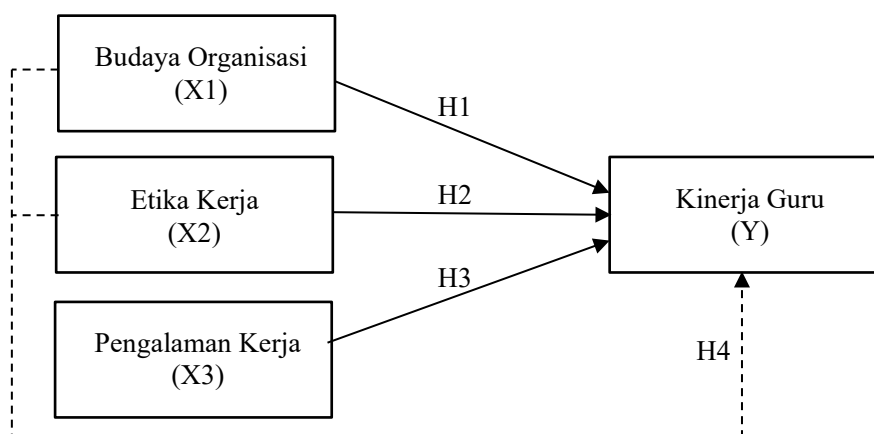 Budaya Organisasi
(X1)
H1
Etika Kerja
(X2)
H2
Kinerja Guru
(Y)
H3
Pengalaman Kerja
(X3)
H4